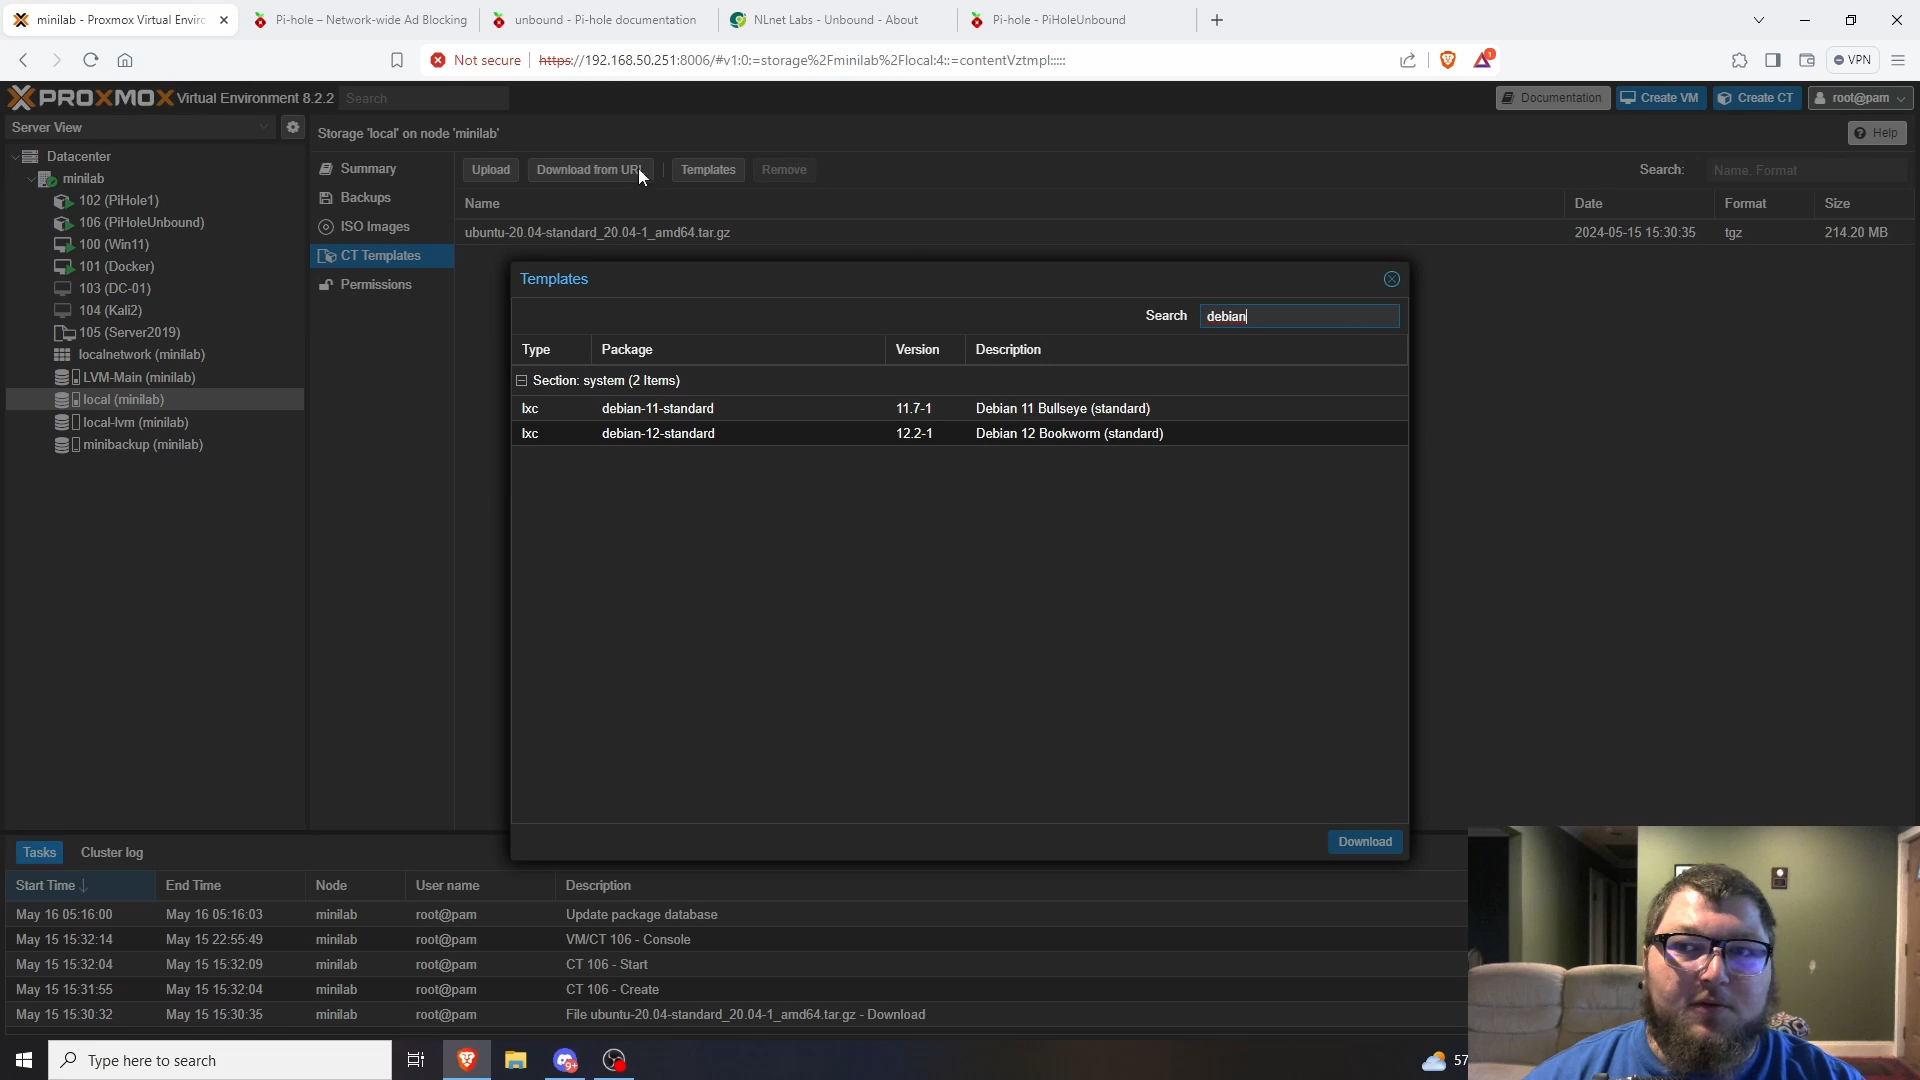 minilab - Proxmox Virtual Enviro
Pi-hole – Network-wide Ad Blocking
unbound - Pi-hole documentation
NLnet Labs - Unbound - About
Pi-hole - PiHoleUnbound
Not secure
https://192.168.50.251:8006/#v1:0:=storage%2Fminilab%2Flocal:4::=contentVztmpl:::::
1
VPN
PROXMOX Virtual Environment 8.2.2
Search
Documentation
Create VM
Create CT
root@pam
Server View
Storage 'local' on node 'minilab'
Help
Datacenter
minilab
102 (PiHole1)
106 (PiHoleUnbound)
100 (Win11)
101 (Docker)
103 (DC-01)
104 (Kali2)
105 (Server2019)
localnetwork (minilab)
LVM-Main (minilab)
local (minilab)
local-lvm (minilab)
minibackup (minilab)
Summary
Backups
ISO Images
CT Templates
Permissions
Upload
Download from URL
Templates
Remove
Search:
Name, Format
Name
Date
Format
Size
ubuntu-20.04-standard_20.04-1_amd64.tar.gz
2024-05-15 15:30:35
tgz
214.20 MB
Templates
Search
debian
Type
Package
Version
Description
Section: system (2 Items)
lxc
debian-11-standard
11.7-1
Debian 11 Bullseye (standard)
lxc
debian-12-standard
12.2-1
Debian 12 Bookworm (standard)
Download
Tasks
Cluster log
Start Time
End Time
Node
User name
Description
May 16 05:16:00
May 16 05:16:03
minilab
root@pam
Update package database
May 15 15:32:14
May 15 22:55:49
minilab
root@pam
VM/CT 106 - Console
May 15 15:32:04
May 15 15:32:09
minilab
root@pam
CT 106 - Start
May 15 15:31:55
May 15 15:32:04
minilab
root@pam
CT 106 - Create
May 15 15:30:32
May 15 15:30:35
minilab
root@pam
File ubuntu-20.04-standard_20.04-1_amd64.tar.gz - Download
Type here to search
9+
57